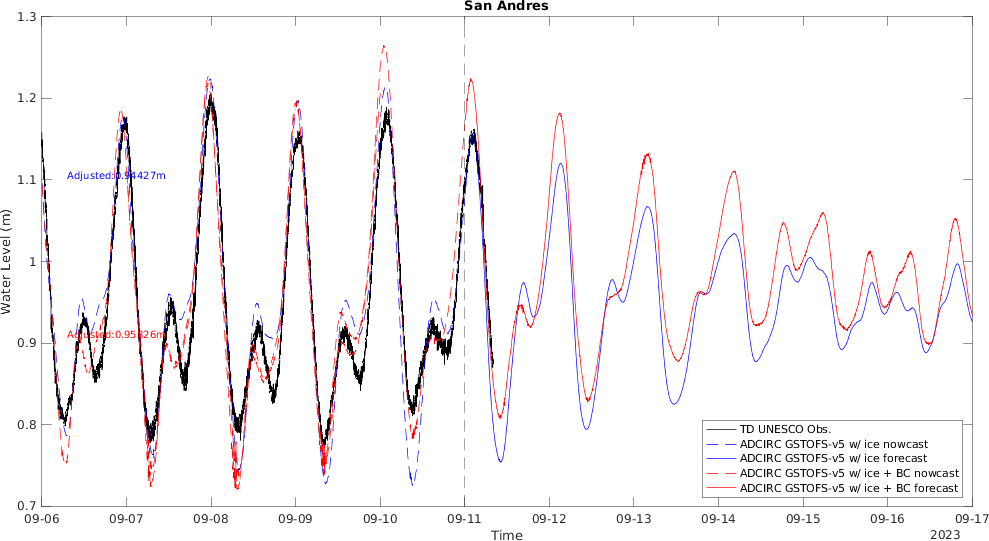 San Andres
1.3
1.2
1.1
1
0.9
0.8
0.7
Water Level (m)
Adjusted:0.94427m
Adjusted:0.95826m
TD UNESCO Obs.
ADCIRC GSTOFS-v5 w/ ice nowcast
ADCIRC GSTOFS-v5 w/ ice forecast
ADCIRC GSTOFS-v5 w/ ice + BC nowcast
ADCIRC GSTOFS-v5 w/ ice + BC forecast
09-06 09-07 09-08 09-09 09-10 09-11 09-12 09-13 09-14 09-15 09-16 09-17
Time
2023